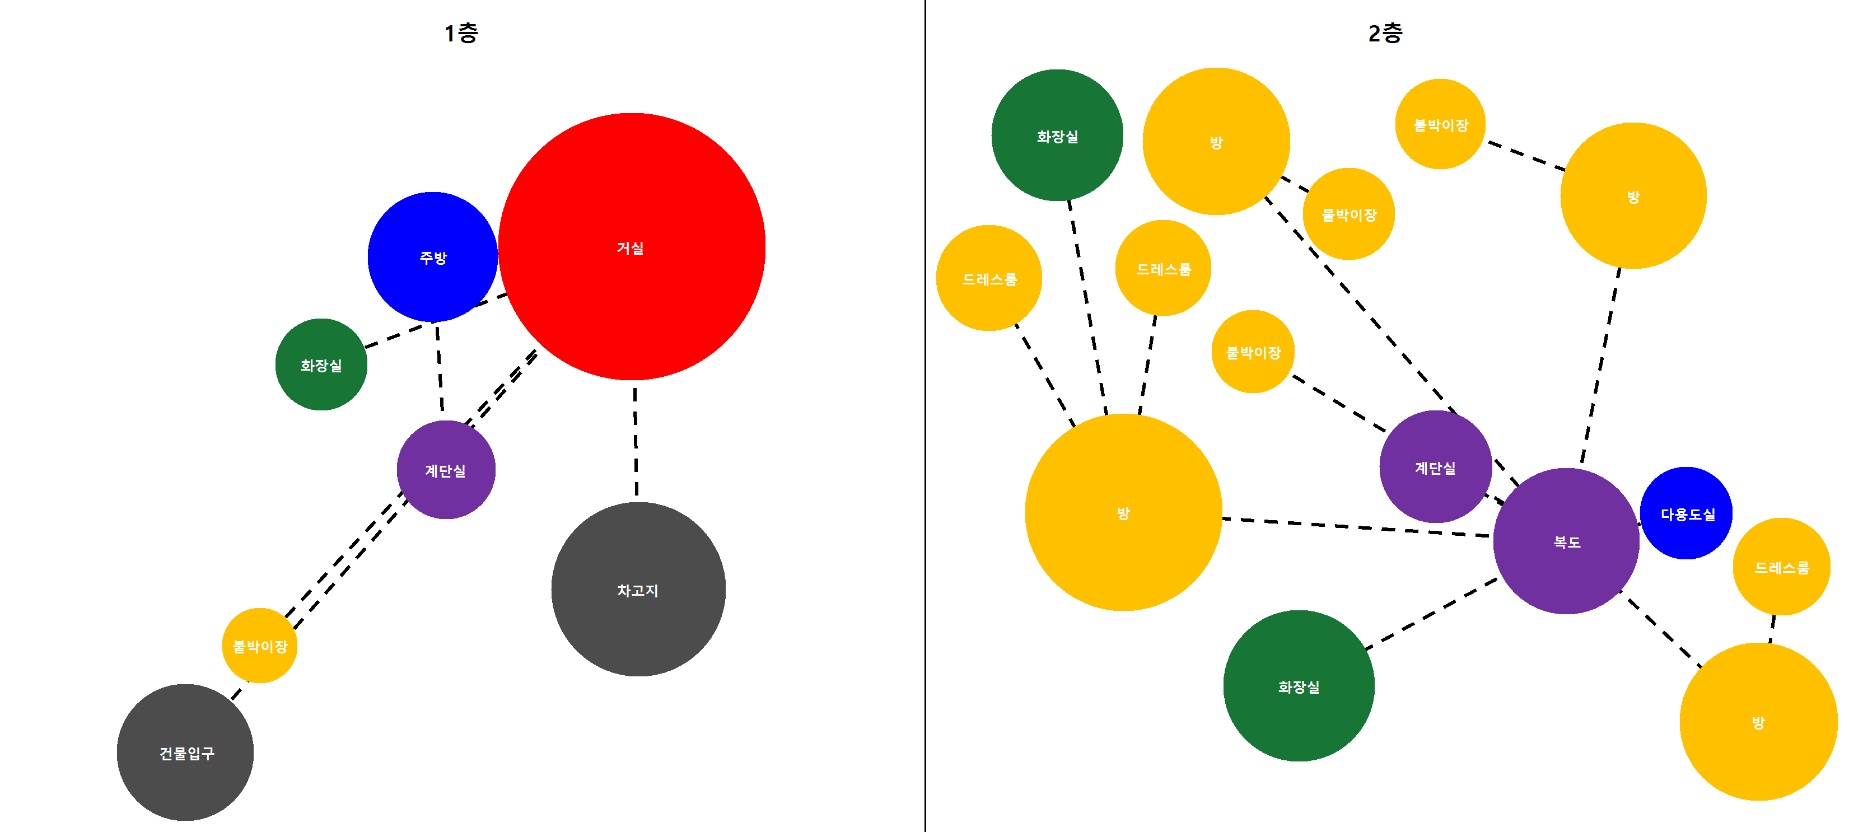 1층
거실
주방
화장실
계단실
차고지
붙박이장
건물입구
2층
화장실
방
붙박이장
붙박이장
방
드레스룸
드레스룸
붙박이장
계단실
방
복도
다용도실
드레스룸
화장실
방